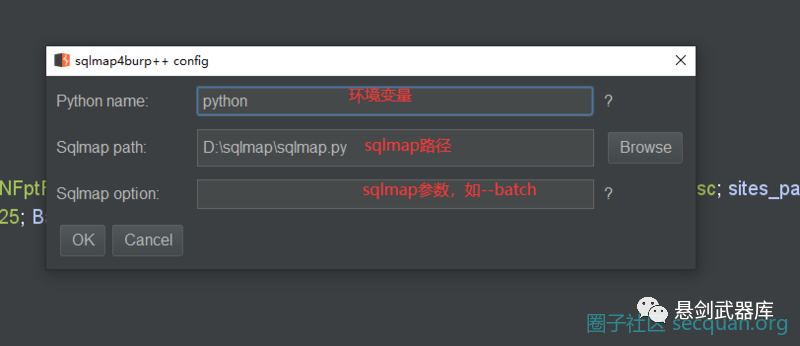 sqlmap4burp++ config
Python name: python 环境变量 ?
Sqlmap path: D:\sqlmap\sqlmap.py sqlmap路径 Browse
NFpt sc; sites_pa
Sqlmap option: sqlmap参数，如--batch ?
25; B
OK Cancel
悬剑武器库
圈子社区 secquan.org